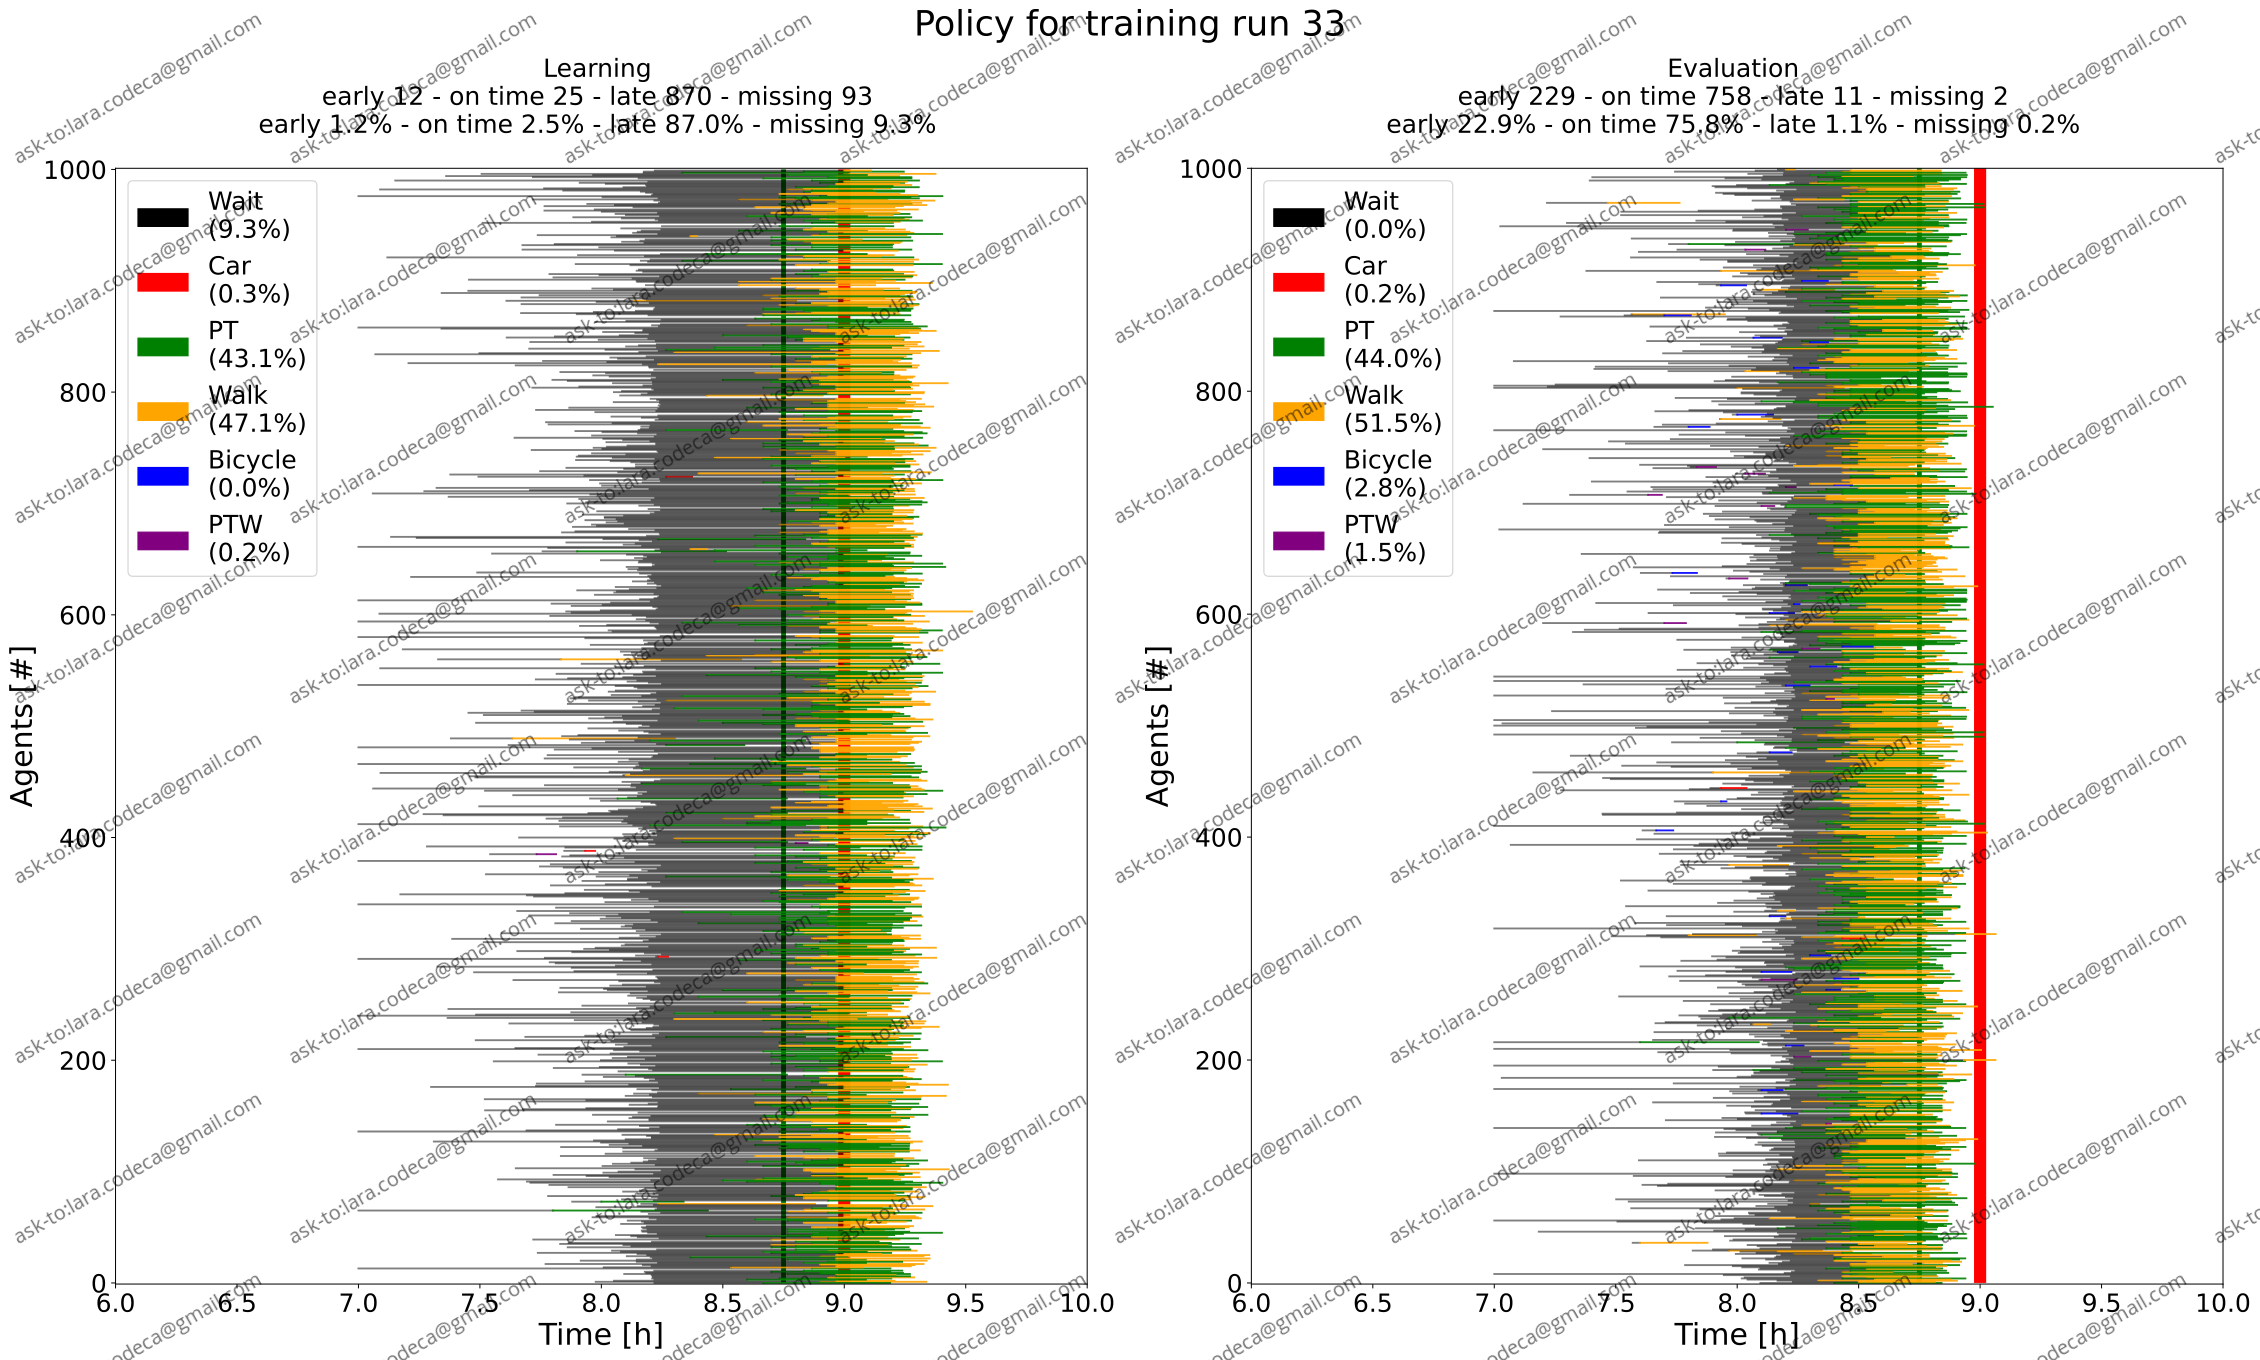 Policy for training run 33
Learning
early 12 - on time 25 - late 870 - missing 93
early 1.2% - on time 2.5% - late 87.0% - missing 9.3%
Agents [#]
1000
800
600
400
200
0
Wait
(9.3%)
Car
(0.3%)
PT
(43.1%)
Walk
(47.1%)
Bicycle
(0.0%)
PTW
(0.2%)
6.0 6.5 7.0 7.5 8.0 8.5 9.0 9.5 10.0
Time [h]
Evaluation
early 229 - on time 758 - late 11 - missing 2
early 22.9% - on time 75.8% - late 1.1% - missing 0.2%
Agents [#]
1000
800
600
400
200
0
Wait
(0.0%)
Car
(0.2%)
PT
(44.0%)
Walk
(51.5%)
Bicycle
(2.8%)
PTW
(1.5%)
6.0 6.5 7.0 7.5 8.0 8.5 9.0 9.5 10.0
Time [h]
ask-to:lara.codeca@gmail.com